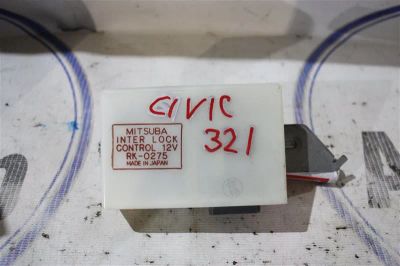 CIVIC
321
MITSUBA
INTER LOCK
CONTROL 12V
RK-0275
MADE IN JAPAN